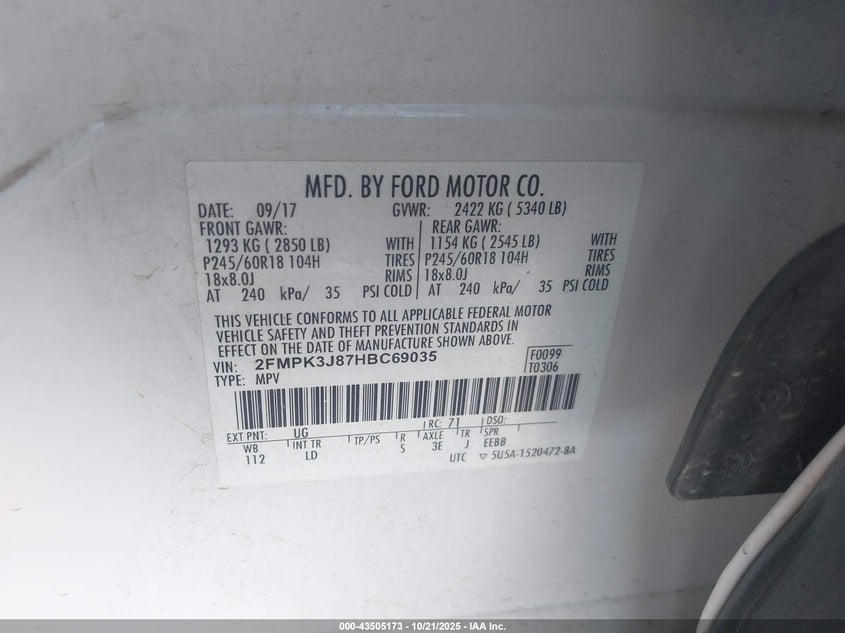 MFD. BY FORD MOTOR CO.
DATE: 09/17 GVWR: 2422 KG ( 5340 LB)
FRONT GAWR: REAR GAWR:
1293 KG ( 2850 LB) WITH 1154 KG ( 2545 LB) WITH
P245/60R18 104H TIRES P245/60R18 104H TIRES
18x8.0J RIMS 18x8.0J RIMS
AT 240 kPa/ 35 PSI COLD AT 240 kPa/ 35 PSI COLD
THIS VEHICLE CONFORMS TO ALL APPLICABLE FEDERAL MOTOR
VEHICLE SAFETY AND THEFT PREVENTION STANDARDS IN
EFFECT ON THE DATE OF MANUFACTURE SHOWN ABOVE.
VIN: 2FMPK3J87HBC69035 F0099
TYPE: MPV T0306
EXT PNT: UG RC: 71 DSO:
WB INT TR TP/PS R AXLE TR SPR
112 LD S 3E J EEBB
UTC ▽ 5U5A-1520472-BA
000-43505173 - 10/21/2025 - IAA Inc.